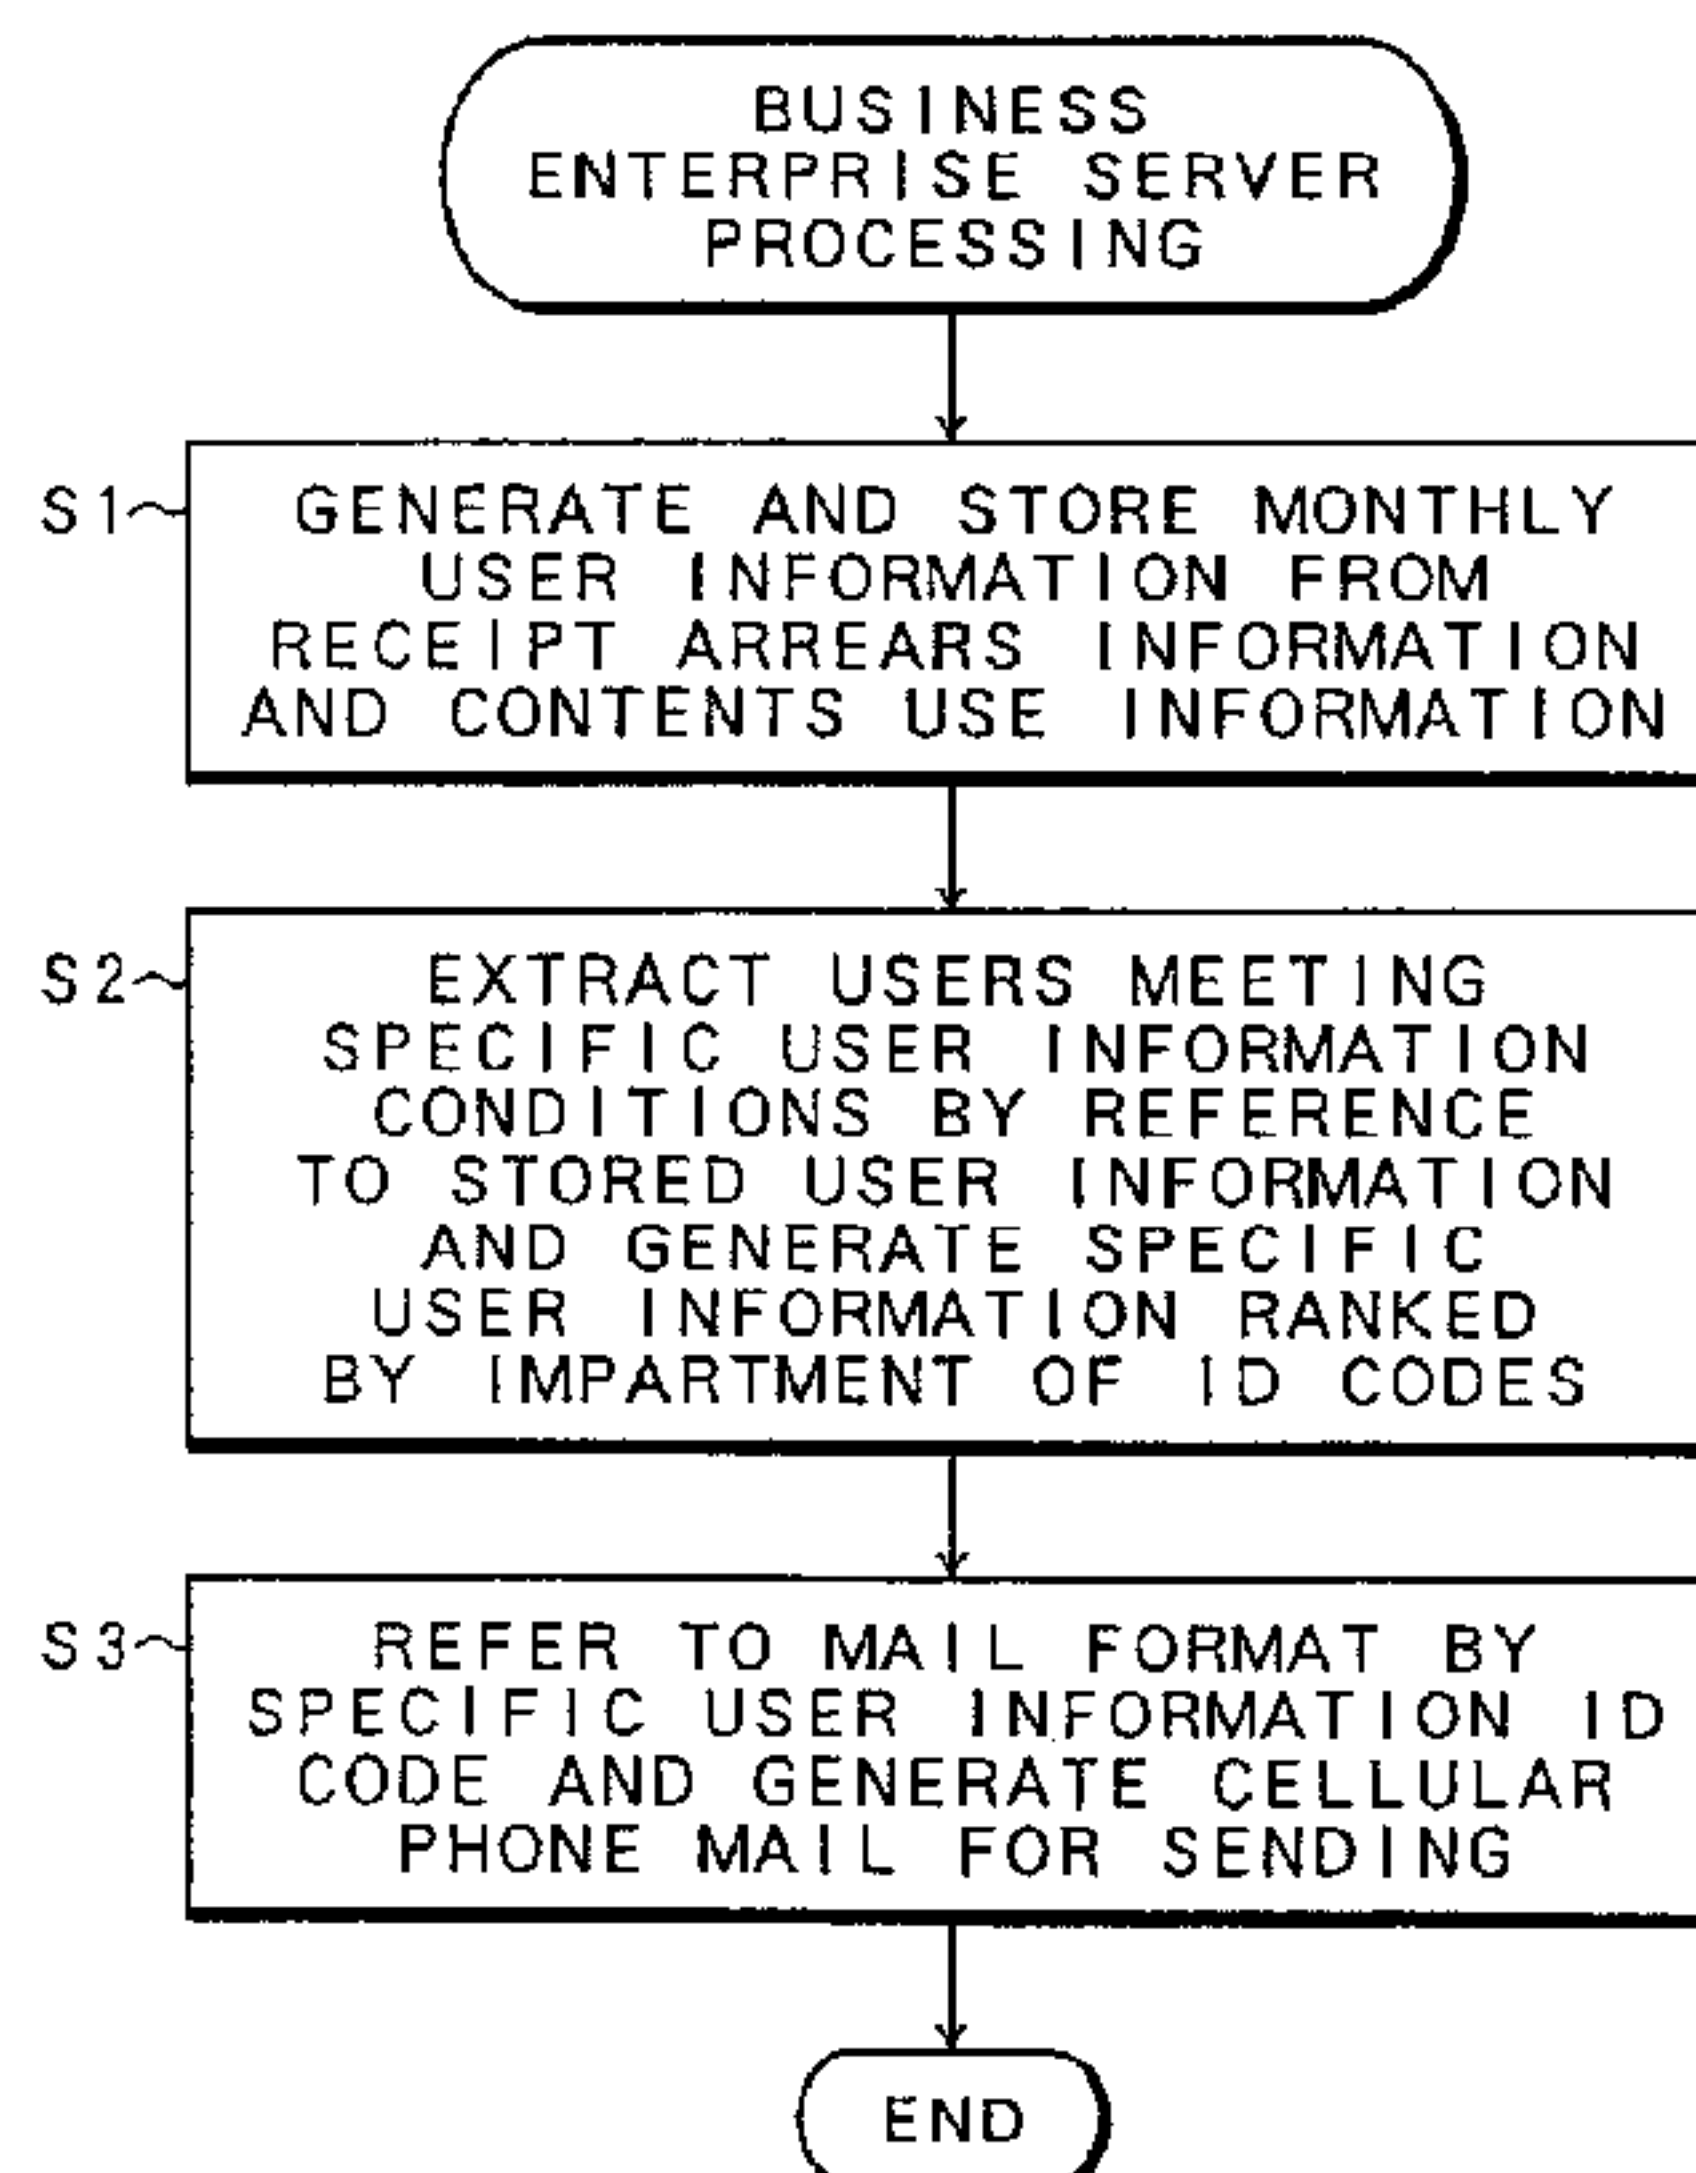 BUSINESS
ENTERPRISE SERVER
PROCESSING
S1
GENERATE AND STORE MONTHLY
USER INFORMATION FROM
RECEIPT ARREARS INFORMATION
AND CONTENTS USE INFORMATION
S2
EXTRACT USERS MEETING
SPECIFIC USER INFORMATION
CONDITIONS BY REFERENCE
TO STORED USER INFORMATION
AND GENERATE SPECIFIC
USER INFORMATION RANKED
BY IMPARTMENT OF ID CODES
S3
REFER TO MAIL FORMAT BY
SPECIFIC USER INFORMATION ID
CODE AND GENERATE CELLULAR
PHONE MAIL FOR SENDING
END